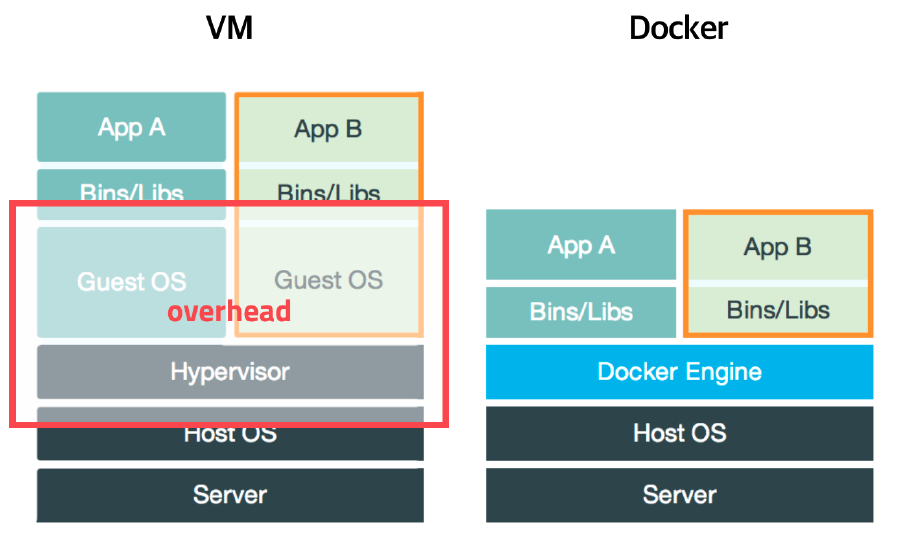 VM
App A
App B
Bins/Libs
Bins/Libs
Guest OS
Guest OS
overhead
Hypervisor
Host OS
Server
Docker
App A
App B
Bins/Libs
Bins/Libs
Docker Engine
Host OS
Server